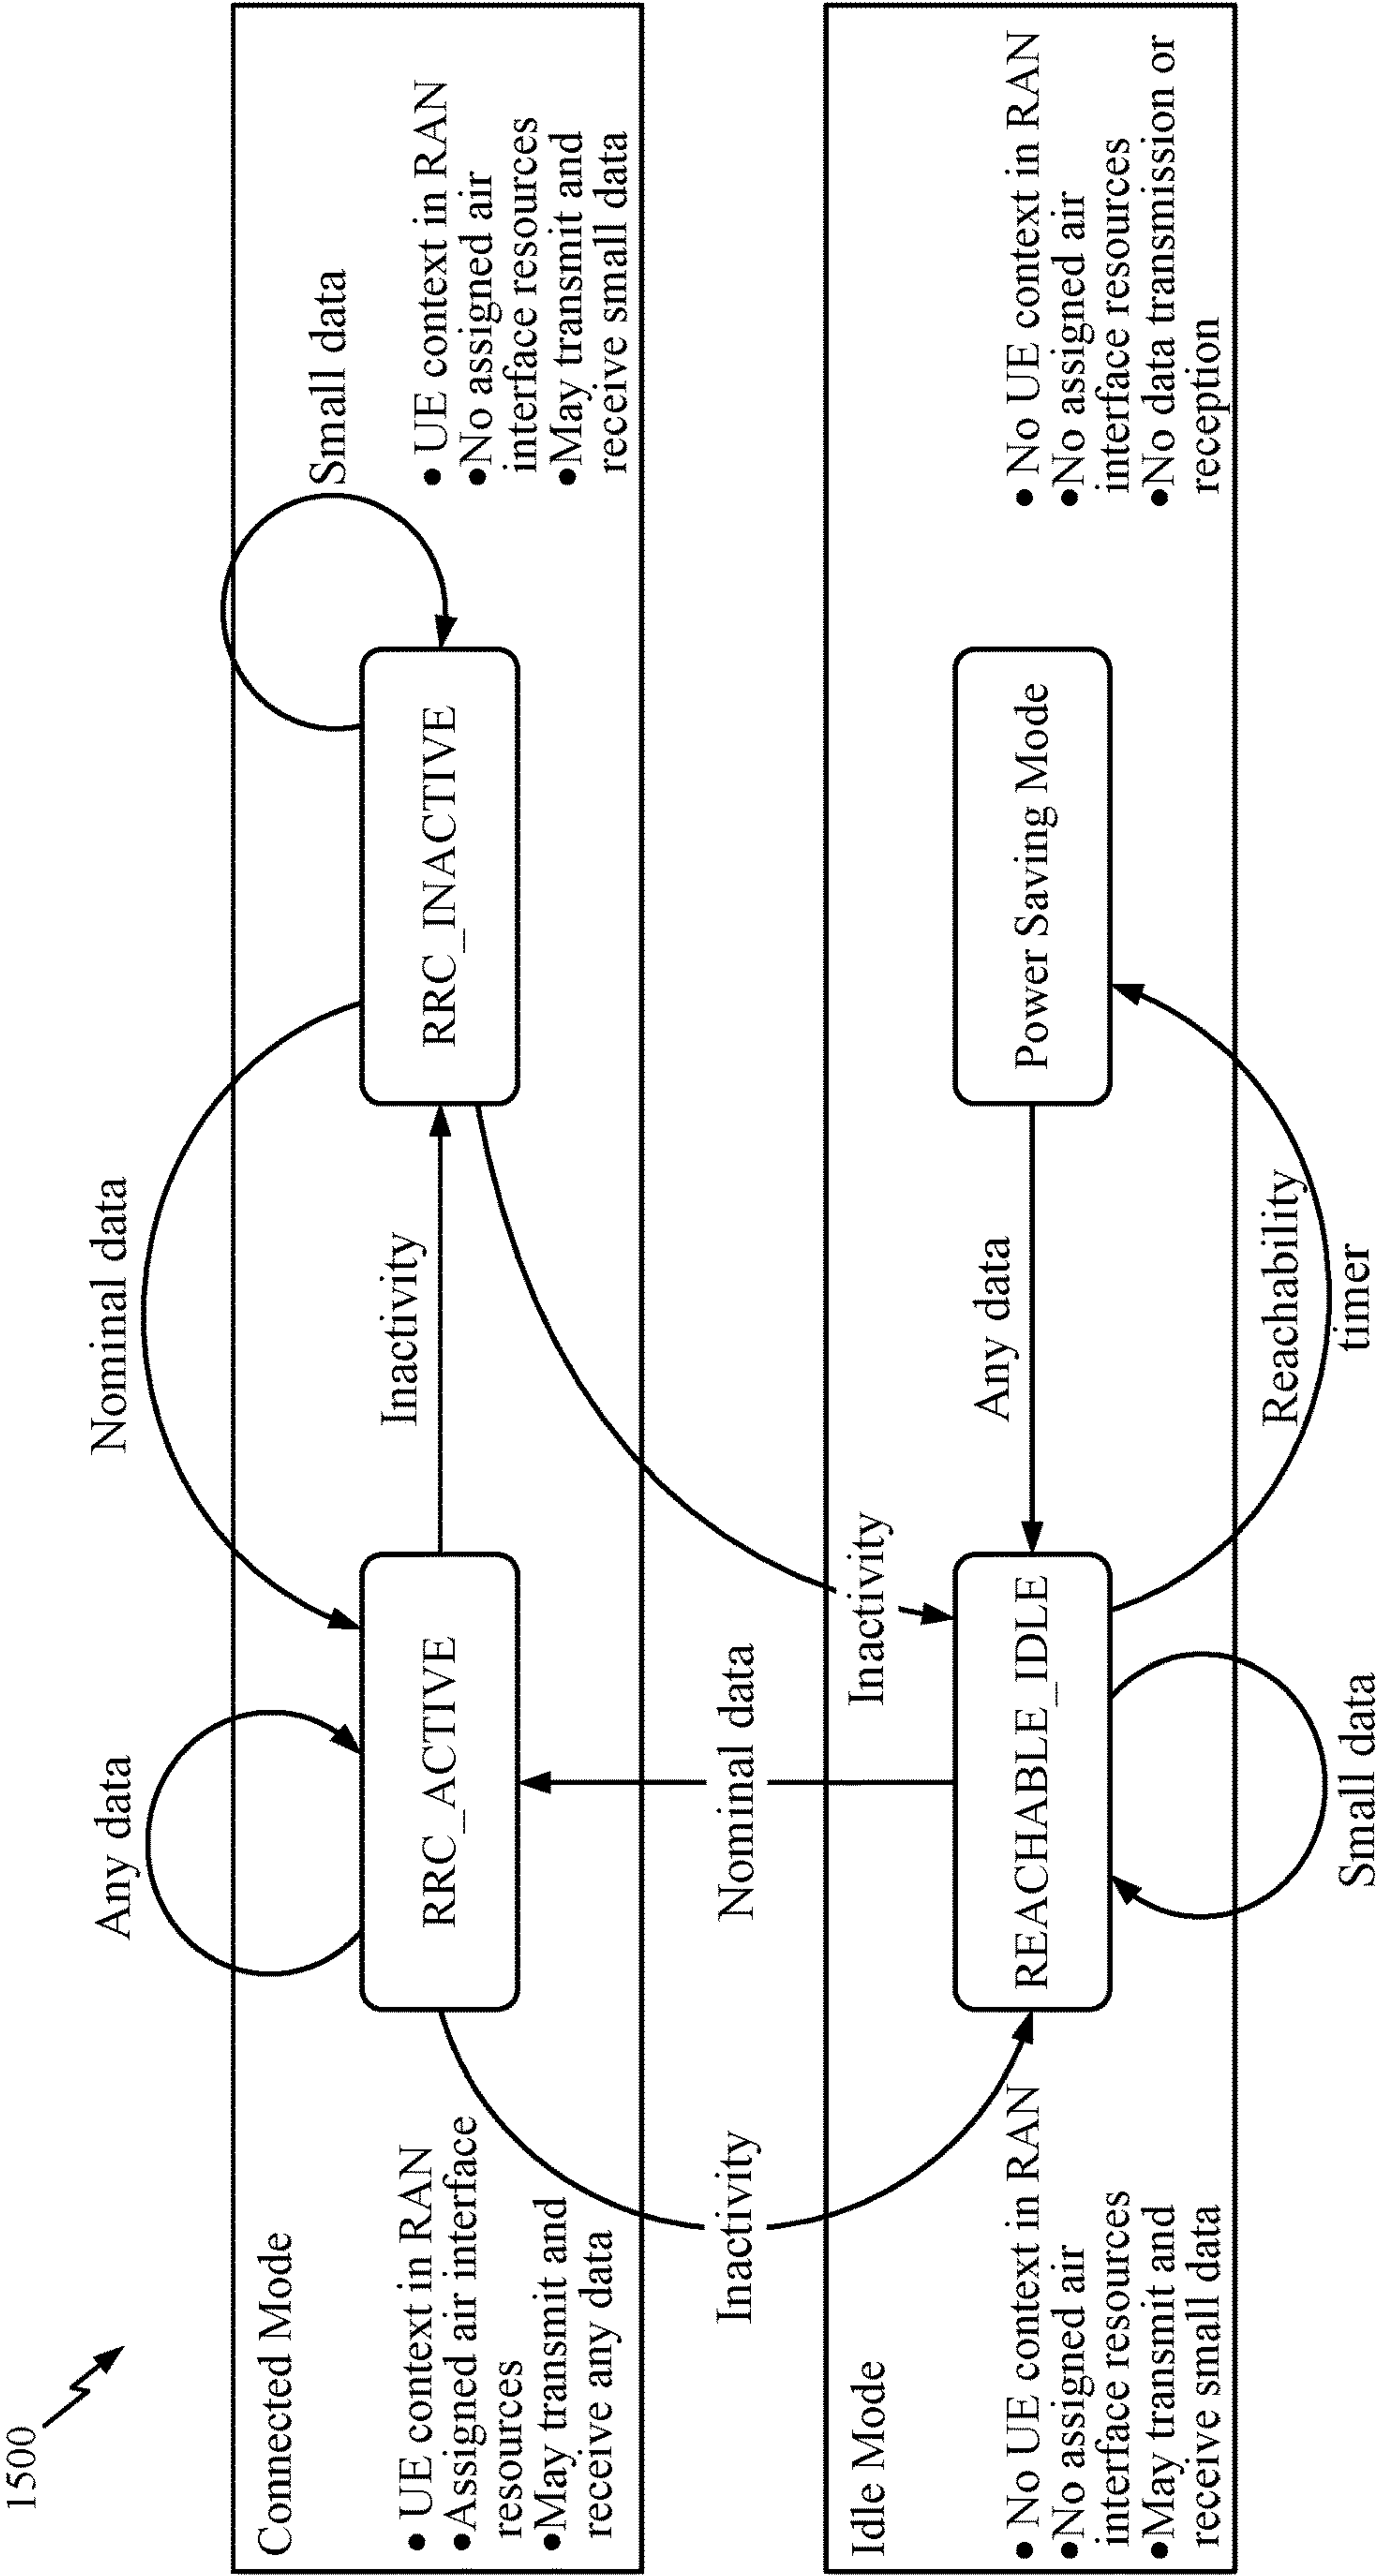 1500
Connected Mode
Any data
Nominal data
Small data
RRC_ACTIVE
Inactivity
RRC_INACTIVE
• UE context in RAN
•Assigned air interface
resources
•May transmit and
receive any data
• UE context in RAN
•No assigned air
interface resources
•May transmit and
receive small data
Inactivity
Nominal data
Inactivity
Idle Mode
REACHABLE_IDLE
Any data
Power Saving Mode
• No UE context in RAN
•No assigned air
interface resources
•May transmit and
receive small data
• No UE context in RAN
•No assigned air
interface resources
•No data transmission or
reception
Small data
Reachability
timer